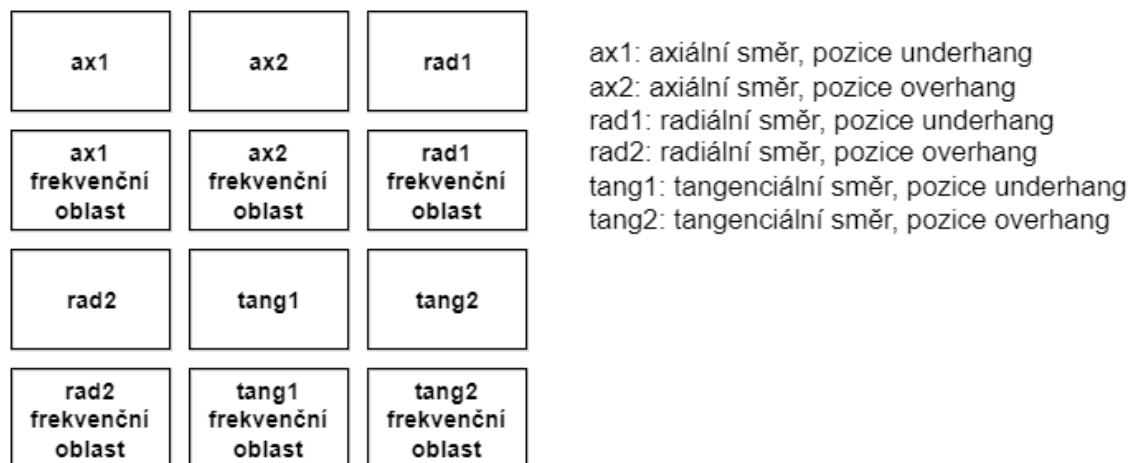 ax1
ax2
rad1
ax1
frekvenční
oblast
ax2
frekvenční
oblast
rad1
frekvenční
oblast
rad2
tang1
tang2
rad2
frekvenční
oblast
tang1
frekvenční
oblast
tang2
frekvenční
oblast
ax1: axiální směr, pozice underhang
ax2: axiální směr, pozice overhang
rad1: radiální směr, pozice underhang
rad2: radiální směr, pozice overhang
tang1: tangenciální směr, pozice underhang
tang2: tangenciální směr, pozice overhang